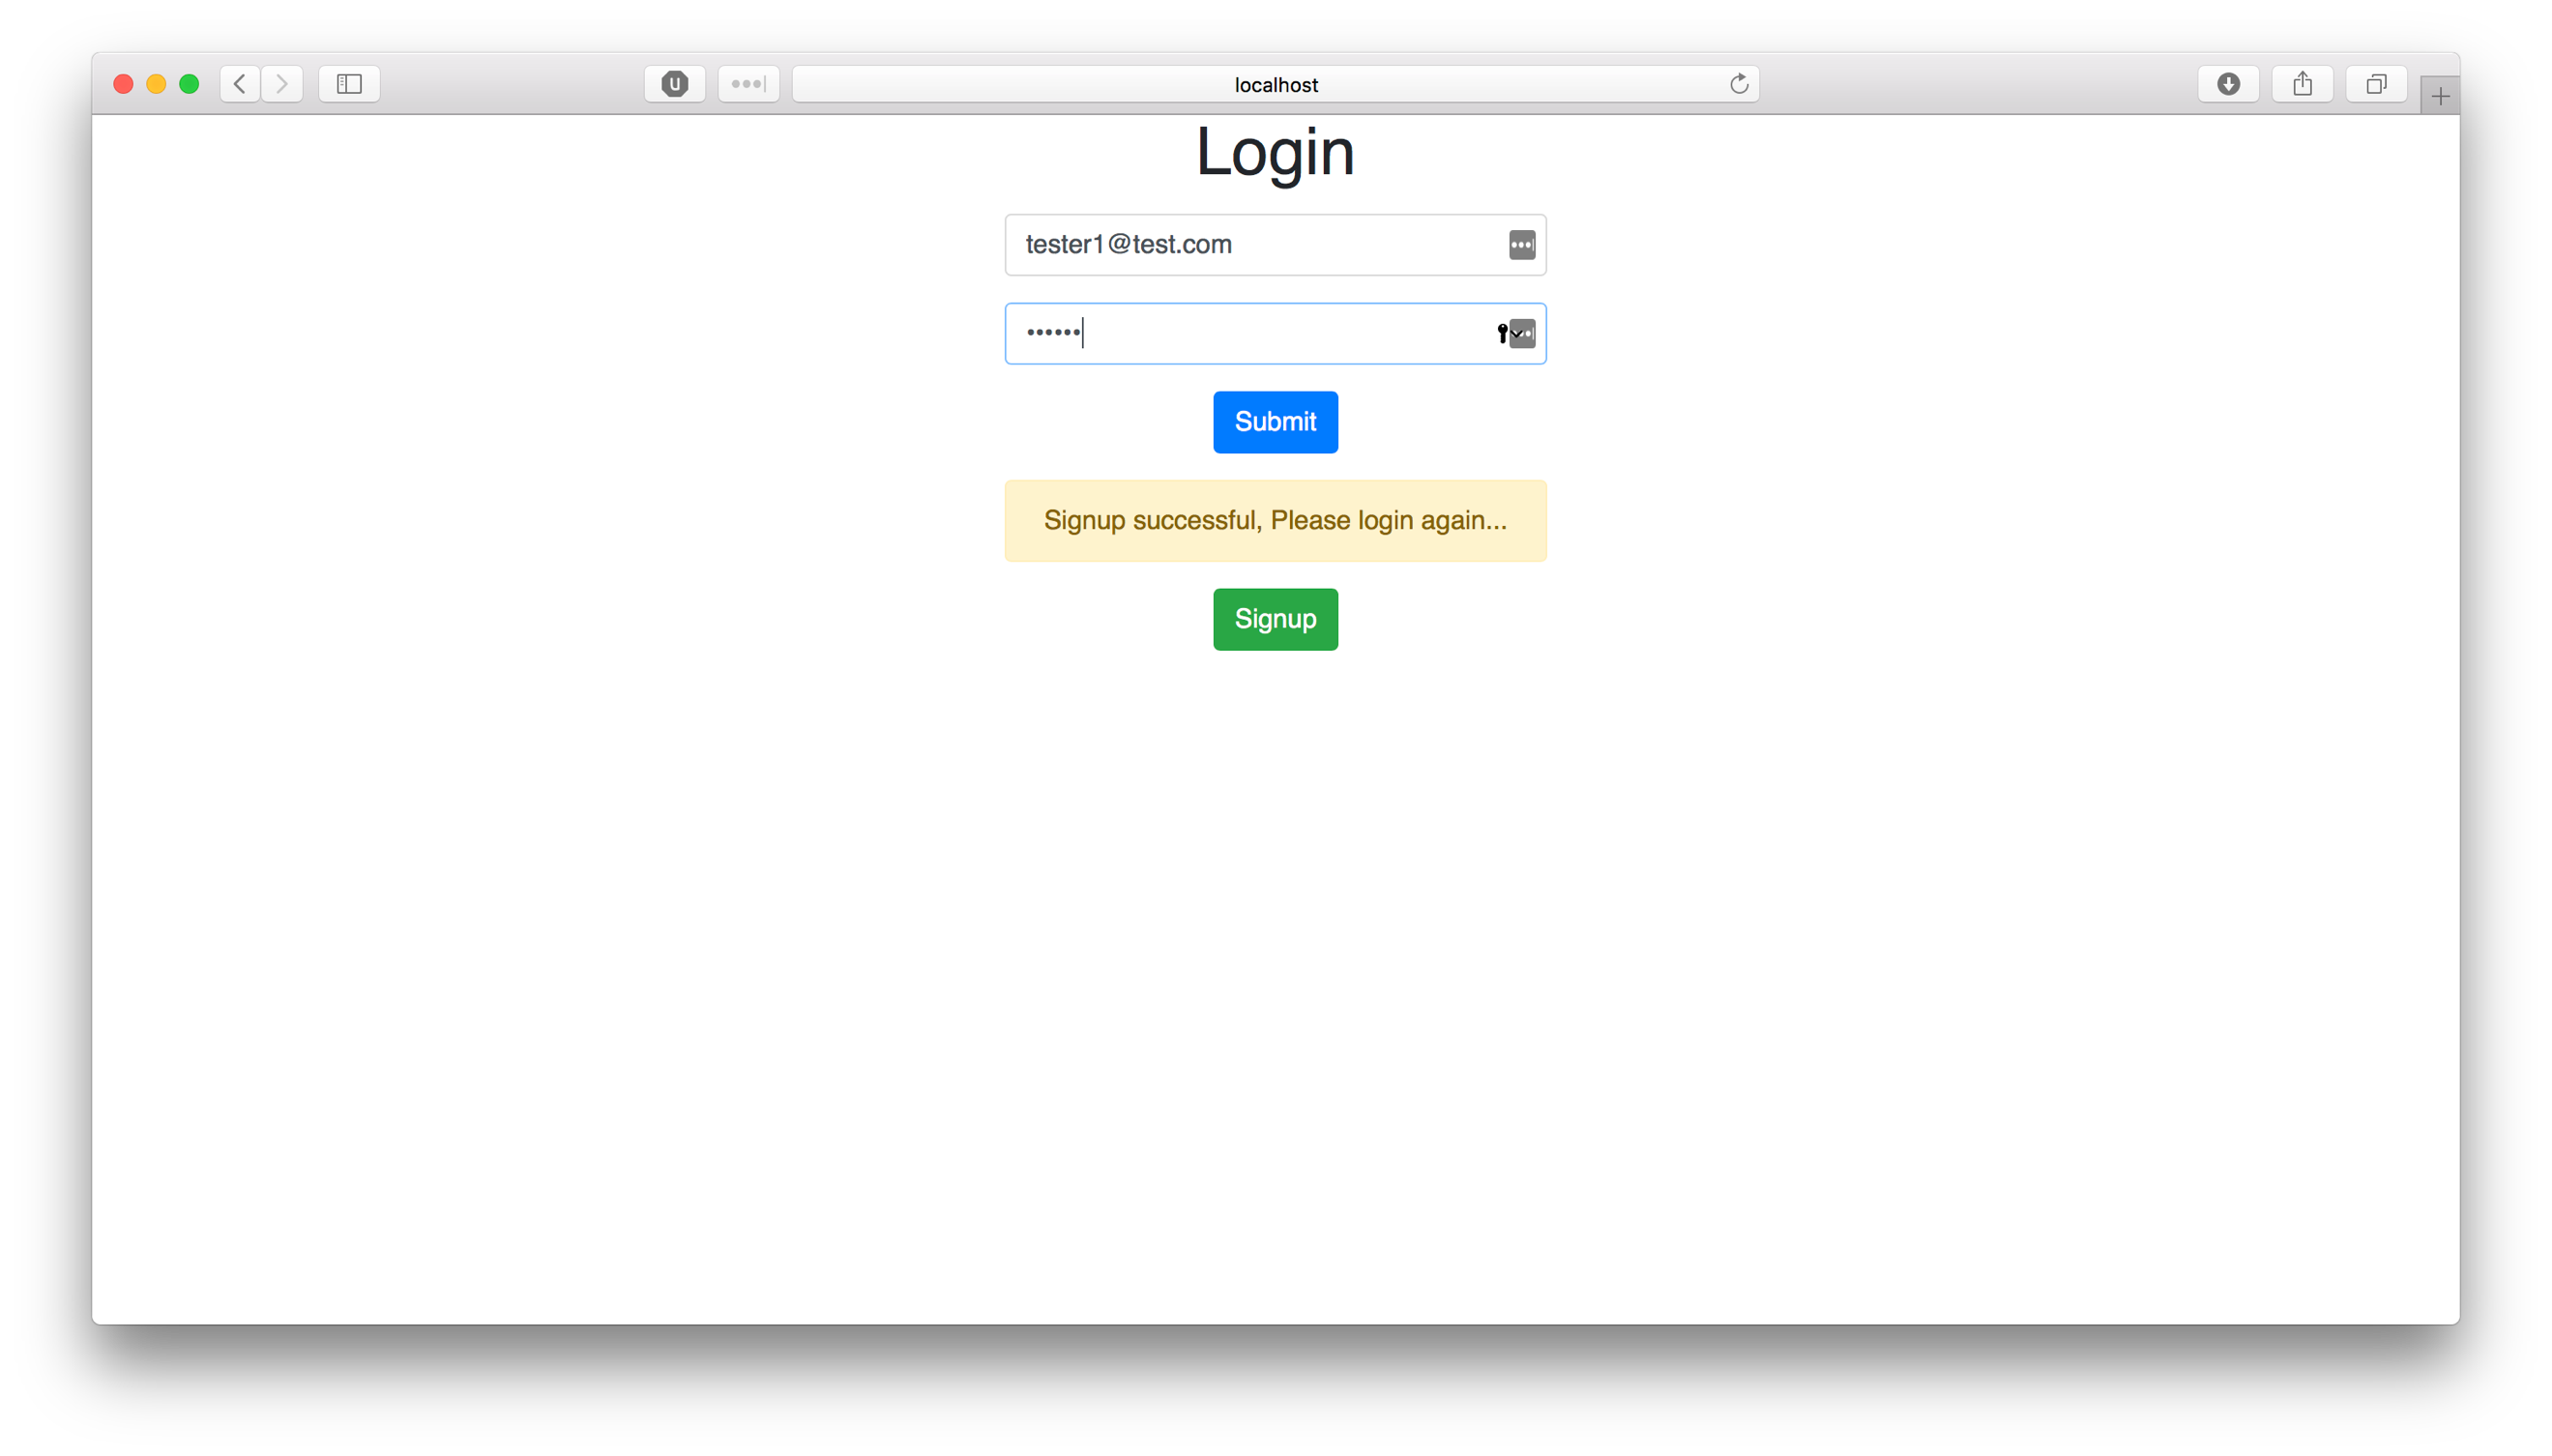 localhost
Login
tester1@test.com
••••••
Submit
Signup successful, Please login again...
Signup